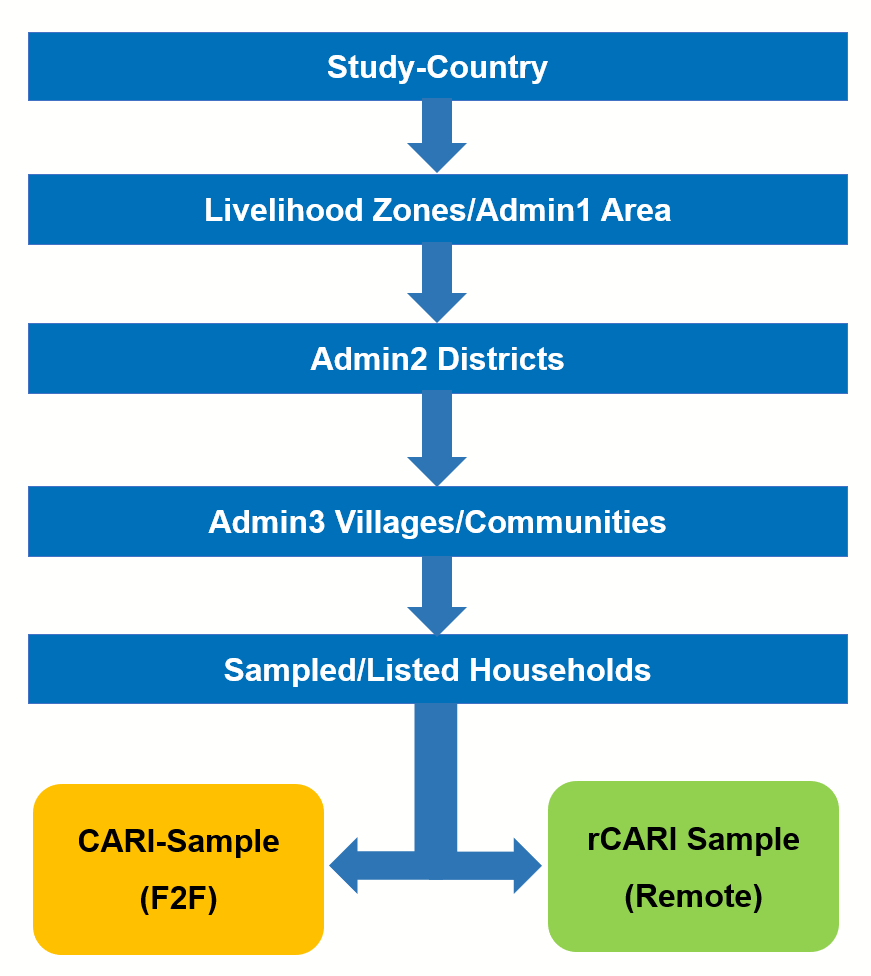 Study-Country
Livelihood Zones/Admin1 Area
Admin2 Districts
Admin3 Villages/Communities
Sampled/Listed Households
CARI-Sample
(F2F)
rCARI Sample
(Remote)